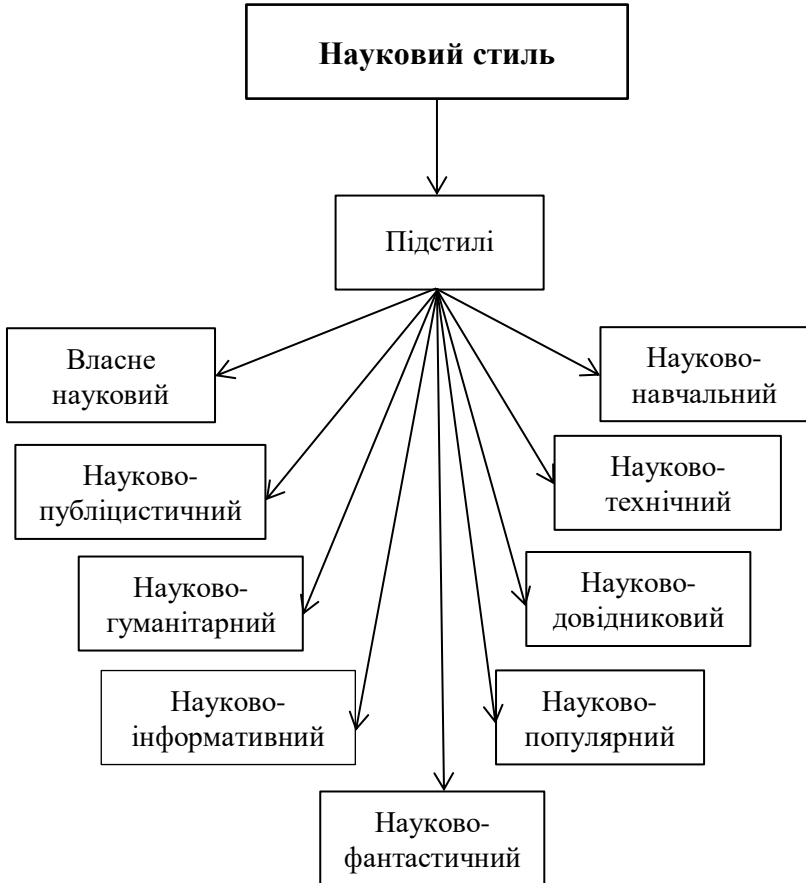 Науковий стиль
Підстилі
Власне
науковий
Науково-
навчальний
Науково-
публіцистичний
Науково-
технічний
Науково-
гуманітарний
Науково-
довідниковий
Науково-
інформативний
Науково-
популярний
Науково-
фантастичний